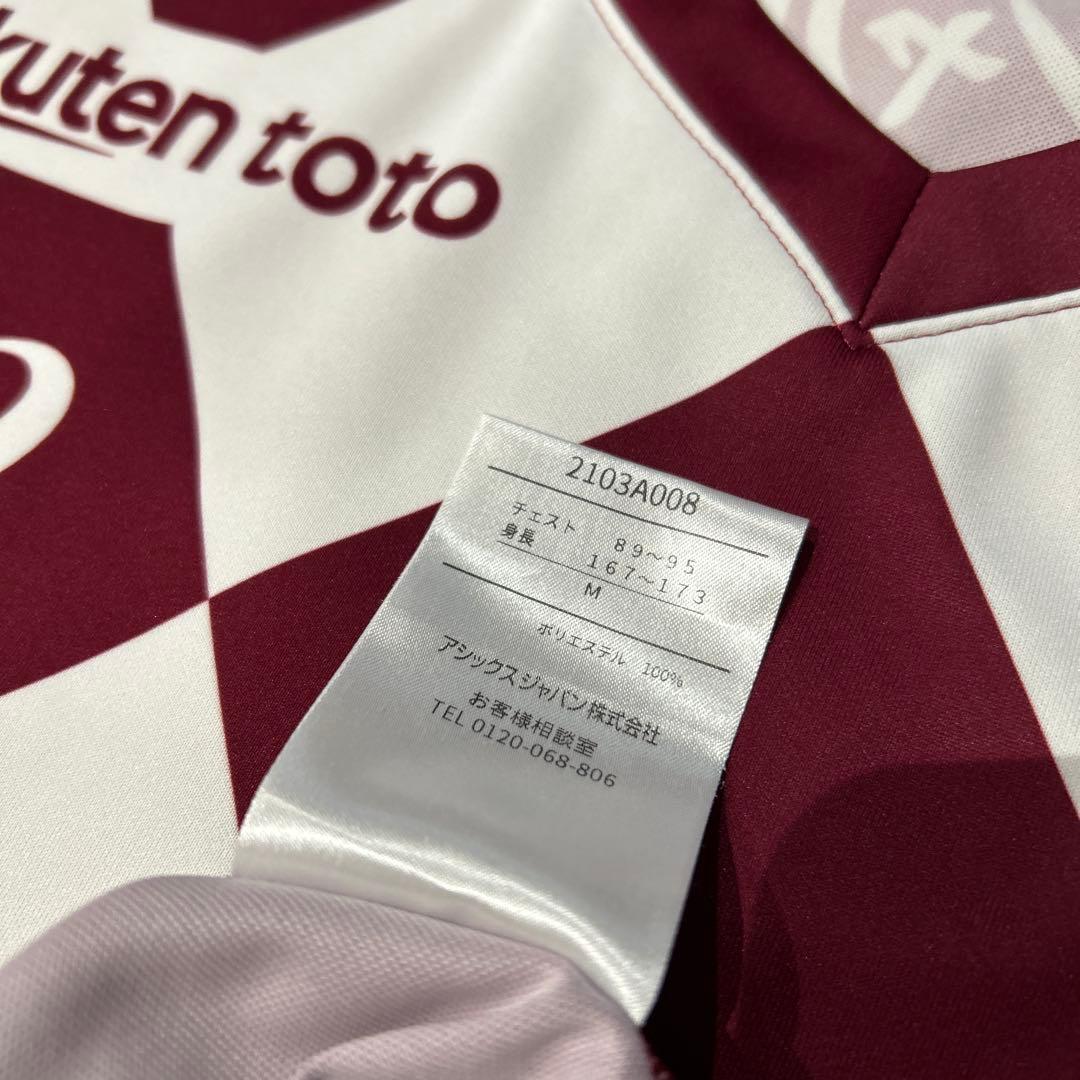 kuten toto
2103A008
チェスト 89～95
身長 167～173
M
ポリエステル 100%
アシックスジャパン株式会社
お客様相談室
TEL 0120-068-806